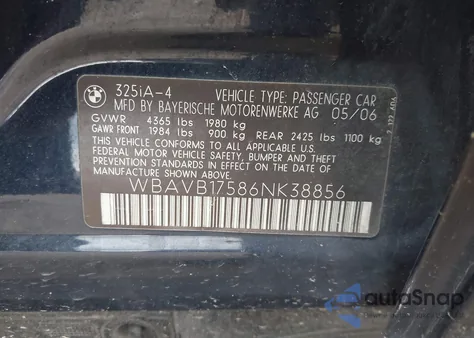 325iA-4 VEHICLE TYPE: PASSENGER CAR
MFD BY BAYERISCHE MOTORENWERKE AG 05/06
GVWR 4365 lbs 1980 kg
GAWR FRONT 1984 lbs 900 kg REAR 2425 lbs 1100 kg
THIS VEHICLE CONFORMS TO ALL APPLICABLE FEDERAL
MOTOR VEHICLE SAFETY, BUMPER, AND THEFT PREVENTION
STANDARDS IN EFFECT ON THE DATE OF MANUFACTURE
SHOWN ABOVE.
WBAVB17586NK38856
autoSnap